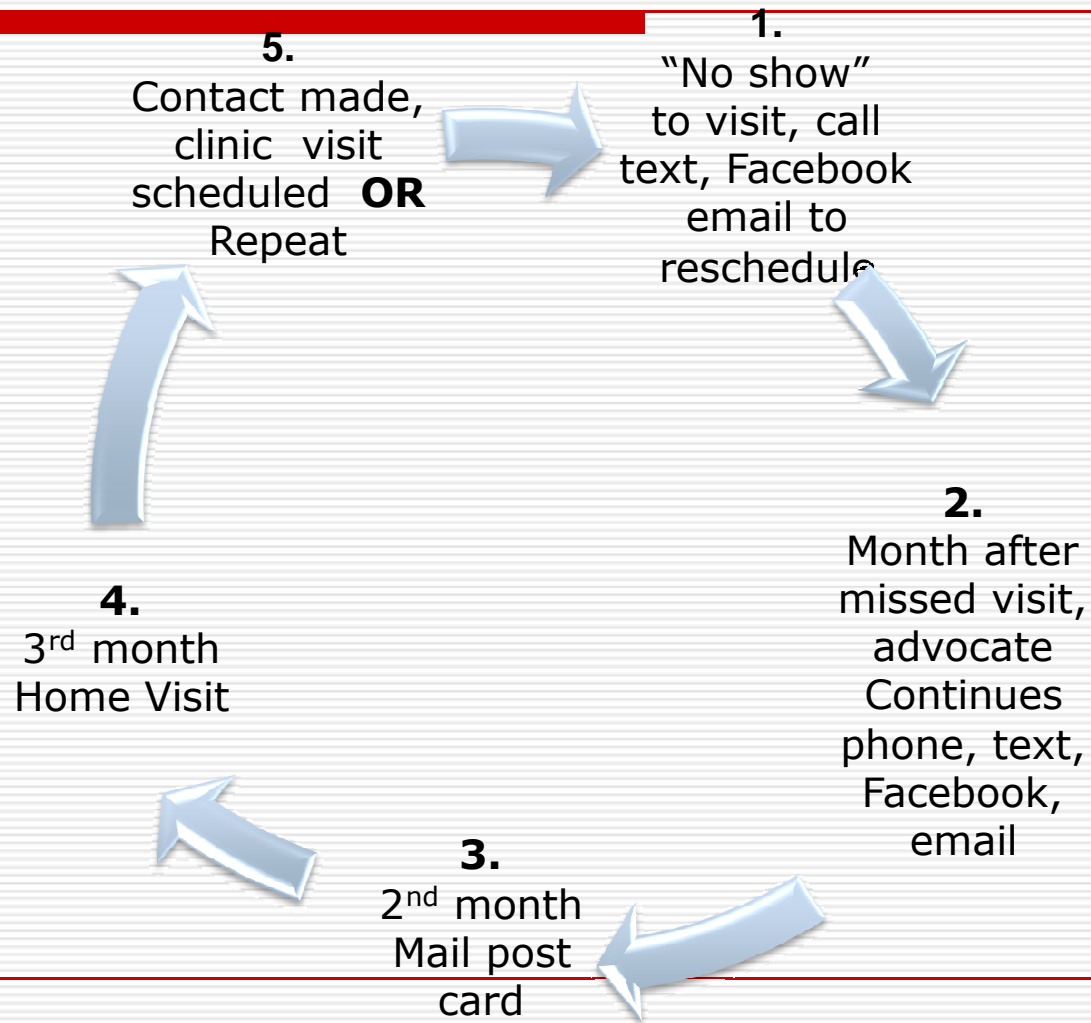 1.
“No show”
to visit, call
text, Facebook
email to
reschedule
2.
Month after
missed visit,
advocate
Continues
phone, text,
Facebook,
email
3.
2nd month
Mail post
card
4.
3rd month
Home Visit
5.
Contact made,
clinic visit
scheduled OR
Repeat